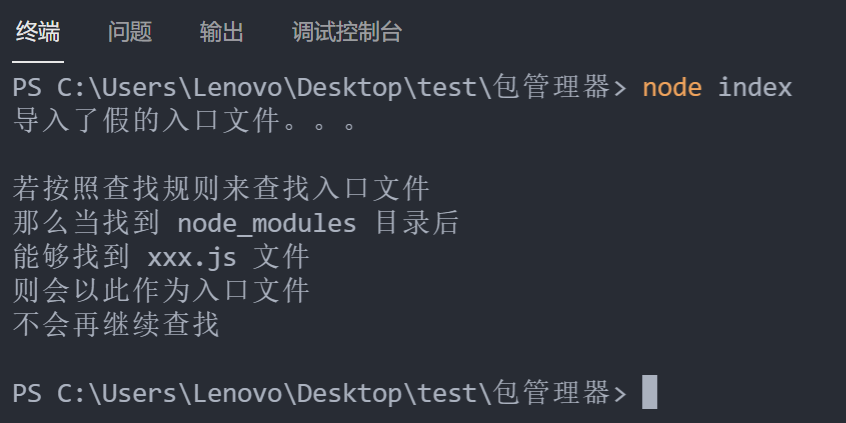 终端 问题 输出 调试控制台
PS C:\Users\Lenovo\Desktop\test\包管理器> node index
导入了假的入口文件。。。
若按照查找规则来查找入口文件
那么当找到 node_modules 目录后
能够找到 xxx.js 文件
则会以此作为入口文件
不会再继续查找
PS C:\Users\Lenovo\Desktop\test\包管理器>